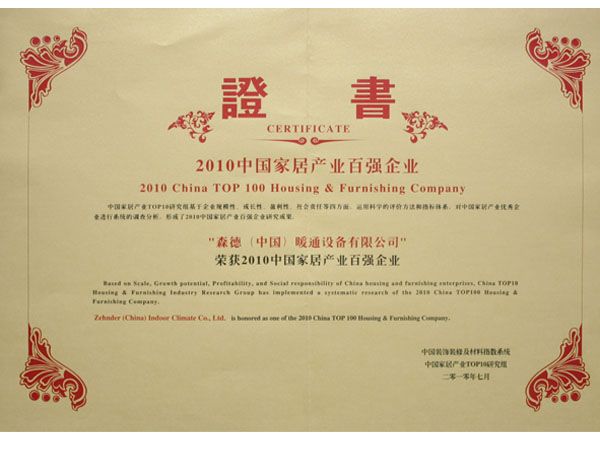 證 書
CERTIFICATE
2010中国家居产业百强企业
2010 China TOP 100 Housing & Furnishing Company
中国家居产业TOP10研究组基于企业规模性、成长性、盈利性、社会责任等四方面,运用科学的评价方法和指标体系,对中国家居产业优秀企
业进行系统的调查分析,形成了2010中国家居产业百强企业研究成果。
"森德(中国)暖通设备有限公司"
荣获2010中国家居产业百强企业
Based on Scale, Growth potential, Profitability, and Social responsibility of China housing and furnishing enterprises, China TOP10
Housing & Furnishing Industry Research Group has implemented a systematic research of the 2010 China TOP100 Housing &
Furnishing Company.
Zehnder (China) Indoor Climate Co., Ltd. is honored as one of the 2010 China TOP 100 Housing & Furnishing Company.
中国装饰装修及材料指数系统
中国家居产业TOP10研究组
二〇一〇年七月